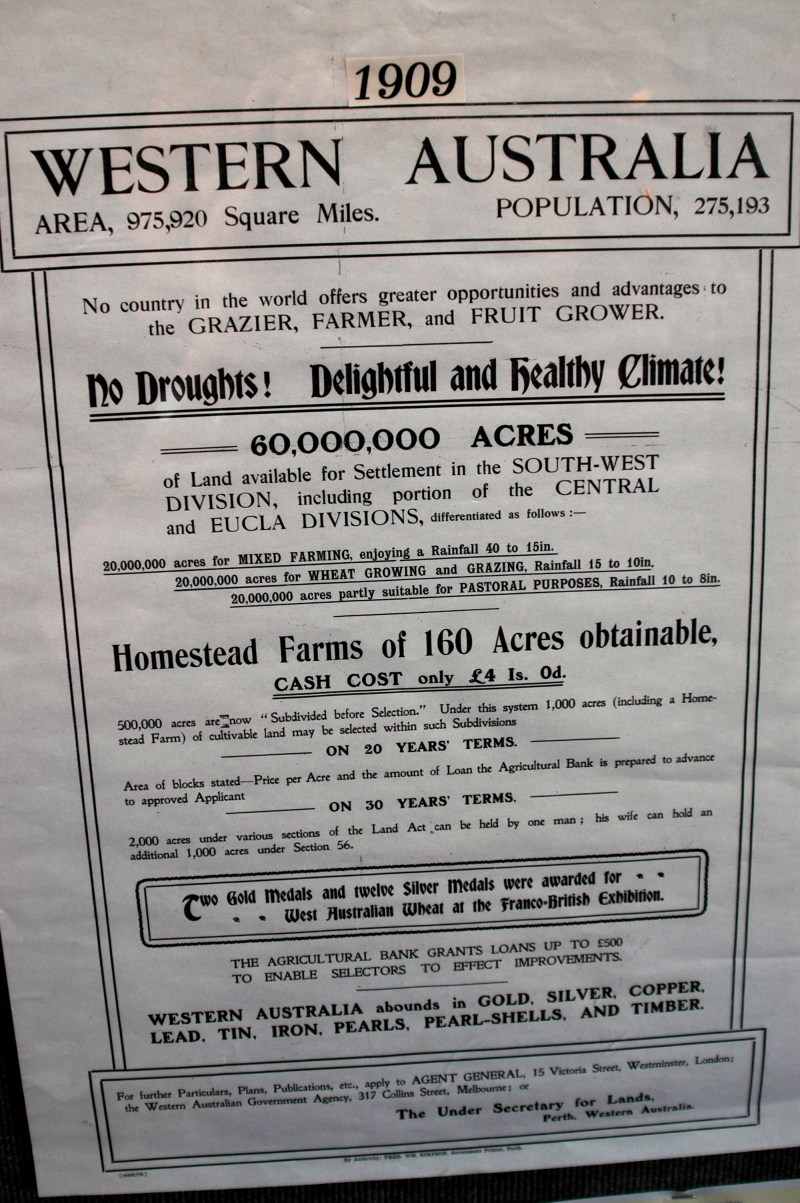 1909
WESTERN AUSTRALIA
AREA, 975,920 Square Miles. POPULATION, 275,193
No country in the world offers greater opportunities and advantages to
the GRAZIER, FARMER, and FRUIT GROWER.
No Droughts! Delightful and Healthy Climate!
60,000,000 ACRES
of Land available for Settlement in the SOUTH-WEST
DIVISION, including portion of the CENTRAL
and EUCLA DIVISIONS, differentiated as follows :—
20,000,000 acres for MIXED FARMING, enjoying a Rainfall 40 to 15in.
20,000,000 acres for WHEAT GROWING and GRAZING, Rainfall 15 to 10in.
20,000,000 acres partly suitable for PASTORAL PURPOSES, Rainfall 10 to 8in.
Homestead Farms of 160 Acres obtainable,
CASH COST only £4 1s. 0d.
500,000 acres are now "Subdivided before Selection." Under this system 1,000 acres (including a Home-
stead Farm) of cultivable land may be selected within such Subdivisions
ON 20 YEARS' TERMS.
Area of blocks stated—Price per Acre and the amount of Loan the Agricultural Bank is prepared to advance
to approved Applicant
ON 30 YEARS' TERMS.
2,000 acres under various sections of the Land Act can be held by one man; his wife can hold an
additional 1,000 acres under Section 56.
Two Gold Medals and twelve Silver Medals were awarded for
West Australian Wheat at the Franco-British Exhibition.
THE AGRICULTURAL BANK GRANTS LOANS UP TO £500
TO ENABLE SELECTORS TO EFFECT IMPROVEMENTS.
WESTERN AUSTRALIA abounds in GOLD, SILVER, COPPER,
LEAD, TIN, IRON, PEARLS, PEARL-SHELLS, AND TIMBER.
For further Particulars, Plans, Publications, etc., apply to AGENT GENERAL, 15 Victoria Street, Westminster, London;
the Western Australian Government Agency, 317 Collins Street, Melbourne; or
The Under Secretary for Lands,
Perth, Western Australia.
By Authority: FRED. WM. SIMPSON, Government Printer, Perth.